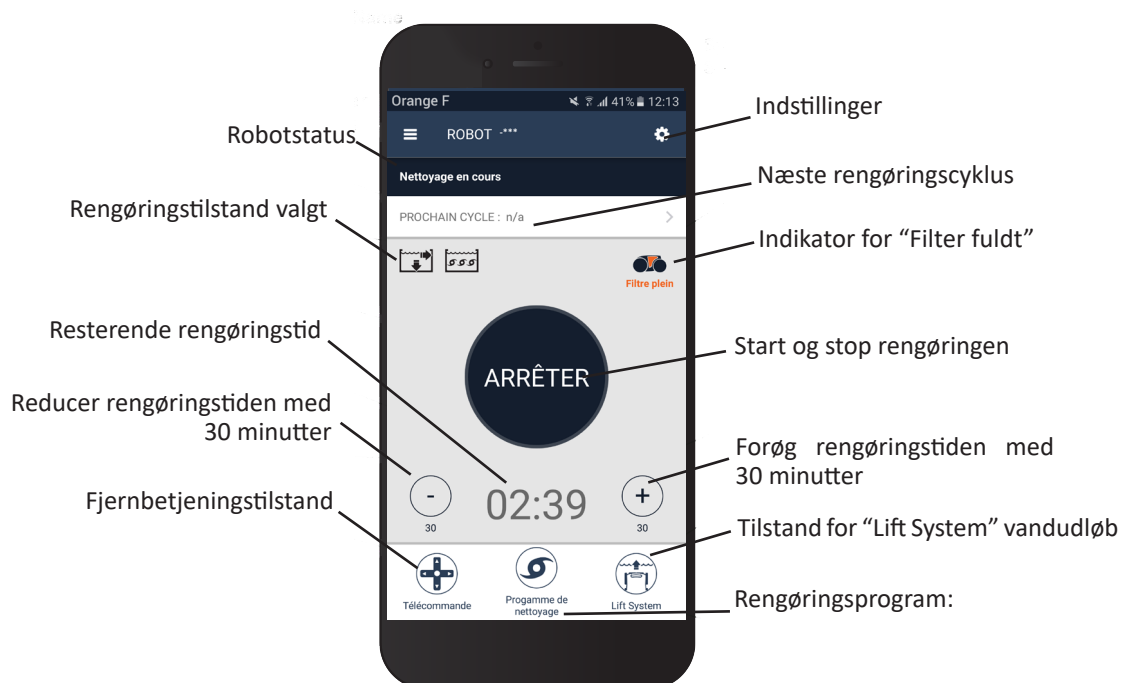 Orange F 41% 12:13
Indstillinger
Robotstatus
ROBOT -***
Nettoyage en cours
Næste rengøringscyklus
Rengøringstilstand valgt
PROCHAIN CYCLE : n/a
Indikator for “Filter fuldt”
Filtre plein
Resterende rengøringstid
Start og stop rengøringen
ARRÊTER
Reducer rengøringstiden med
30 minutter
Forøg rengøringstiden med
30 minutter
-
02:39
+
30
30
Fjernbetjeningstilstand
Tilstand for “Lift System” vandudløb
Télécommande
Progamme de
nettoyage
Lift System
Rengøringsprogram: